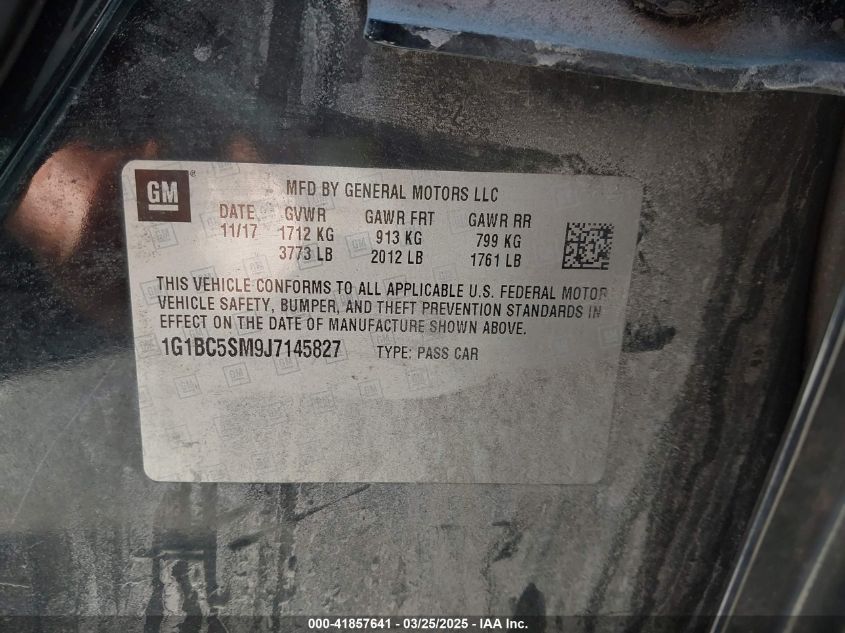 GM ® MFD BY GENERAL MOTORS LLC
DATE GVWR GAWR FRT GAWR RR
11/17 1712 KG 913 KG 799 KG
3773 LB 2012 LB 1761 LB
THIS VEHICLE CONFORMS TO ALL APPLICABLE U.S. FEDERAL MOTOR
VEHICLE SAFETY, BUMPER, AND THEFT PREVENTION STANDARDS IN
EFFECT ON THE DATE OF MANUFACTURE SHOWN ABOVE.
1G1BC5SM9J7145827 TYPE: PASS CAR
000-41857641 - 03/25/2025 - IAA Inc.